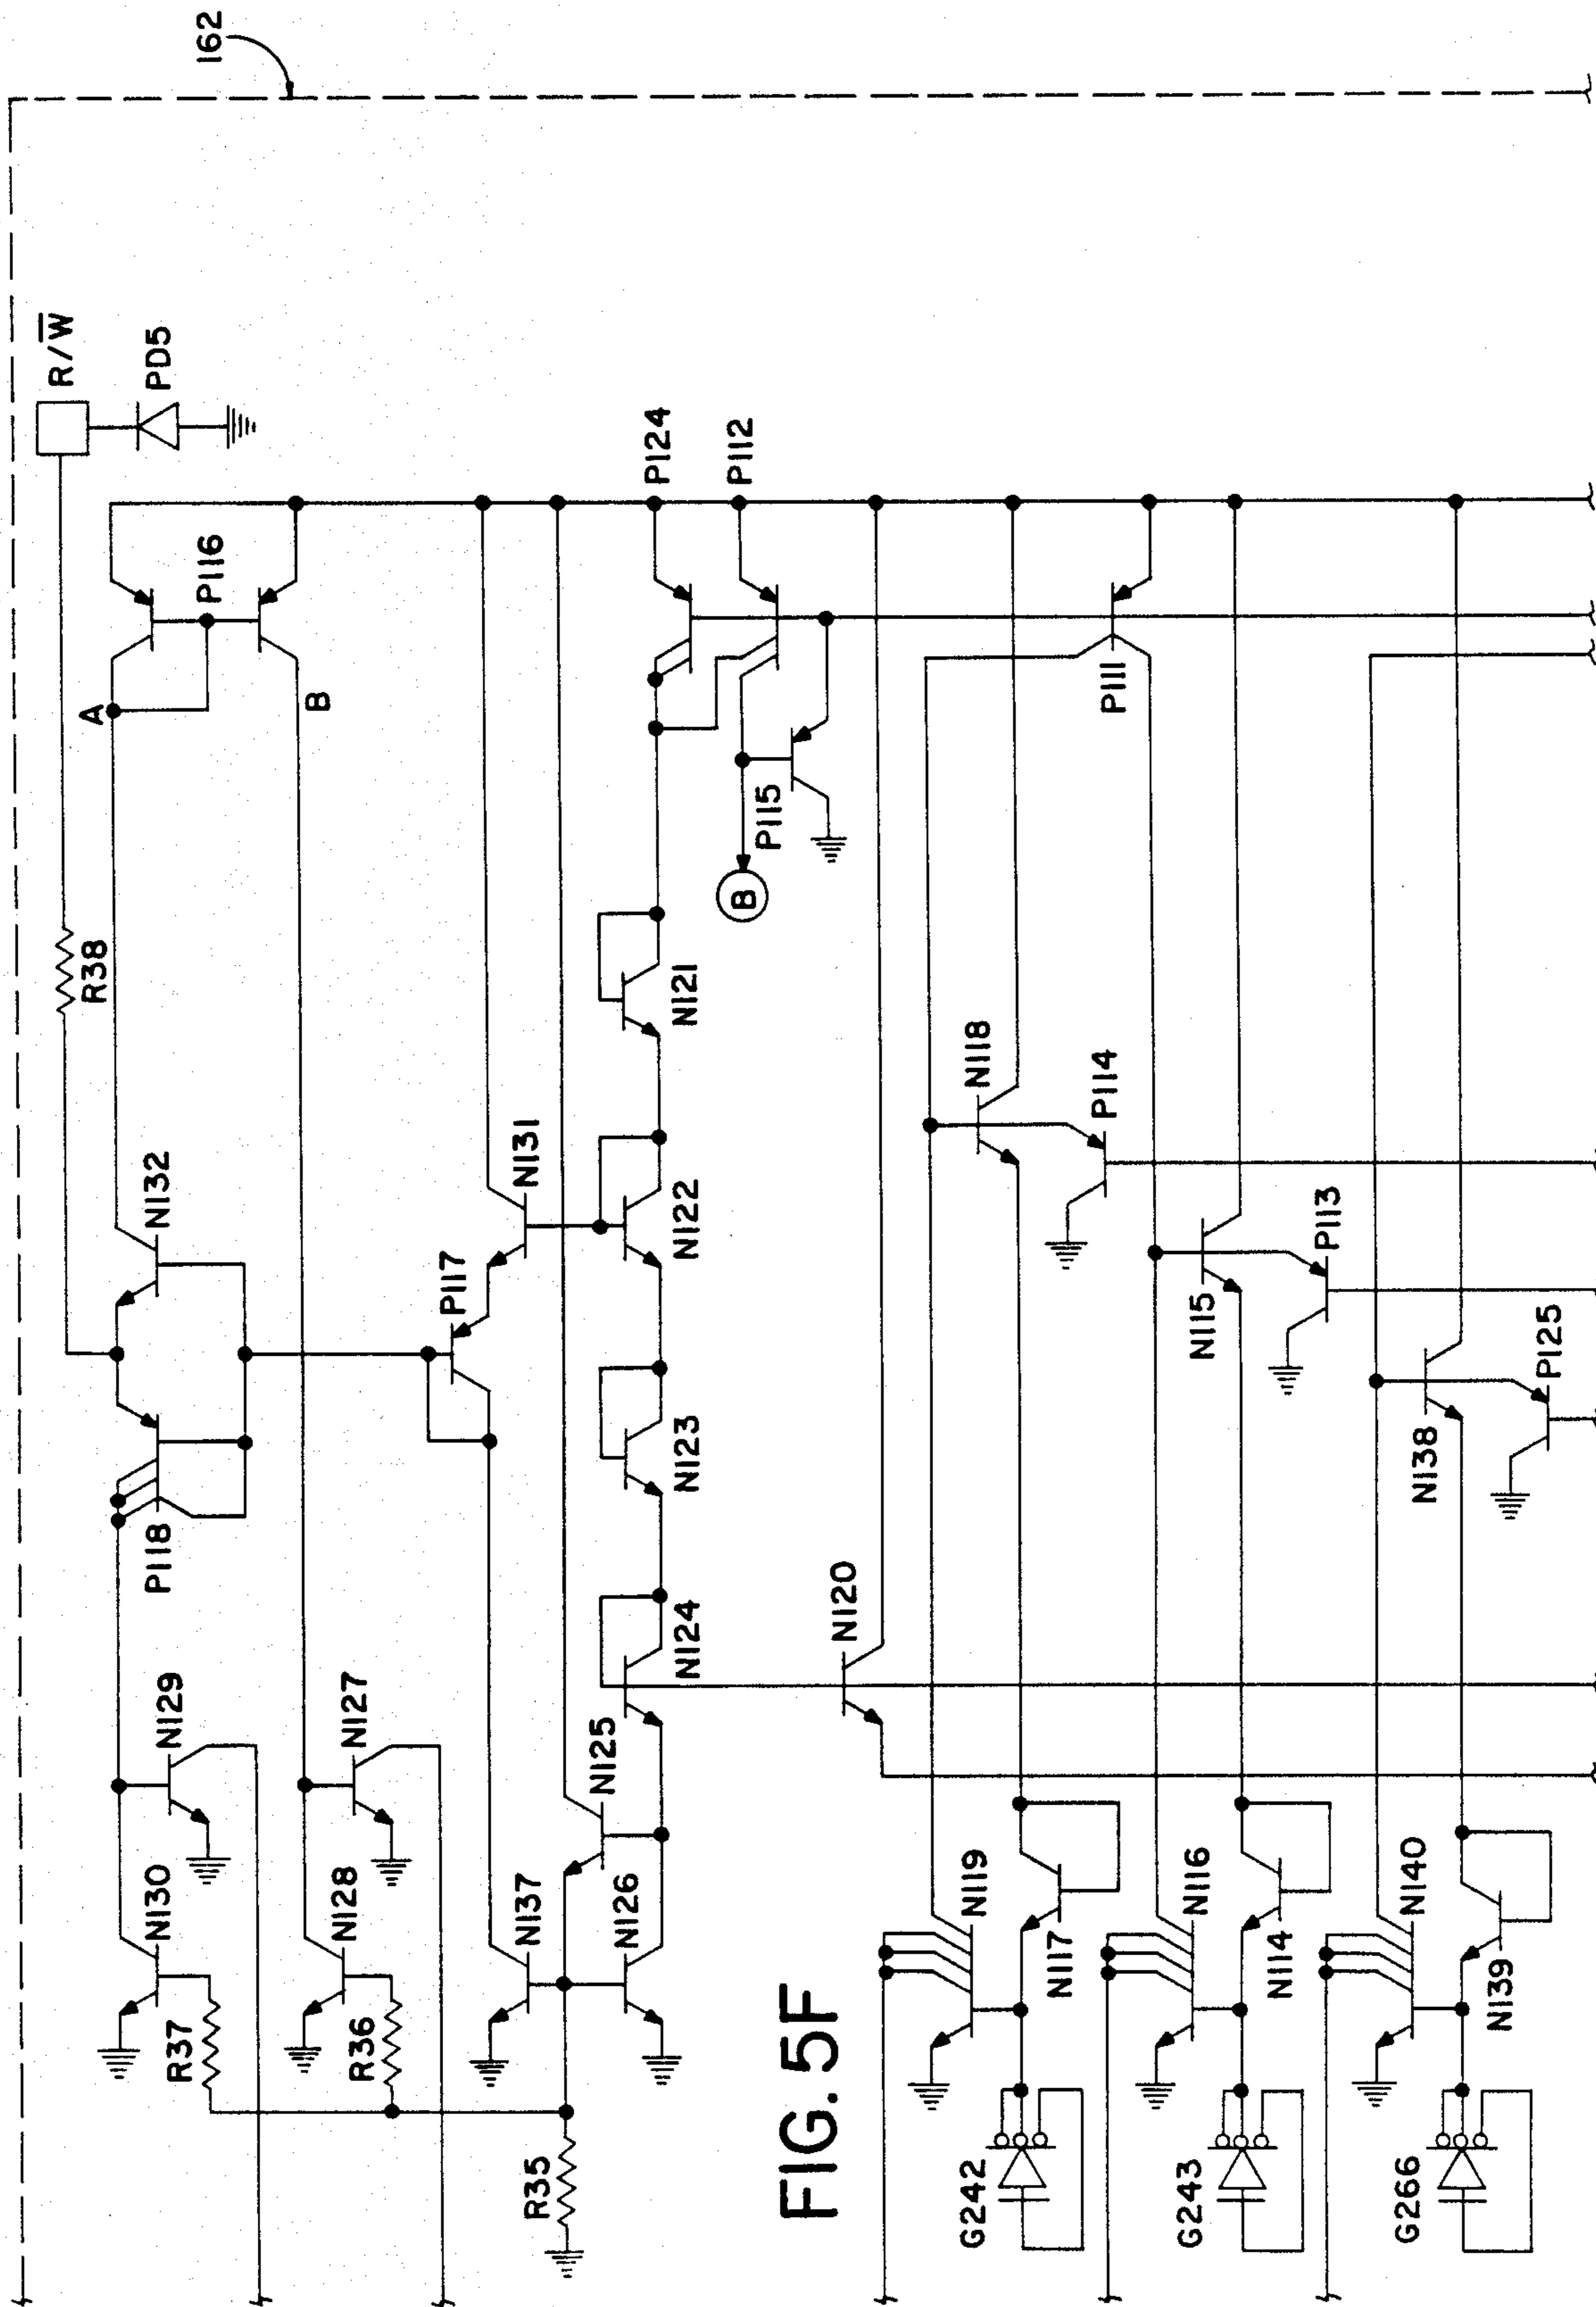 162
R/W̅
PD5
R38
A
P116
B
N132
P118
N129
N130
R37
N127
N128
R36
P117
N131
N137
N125
N126
R35
P124
P112
P115
B
N121
N122
N123
N124
N120
FIG. 5F
P111
N118
P114
N119
N117
G242
N115
P113
N116
N114
G243
N138
P125
N140
N139
G266